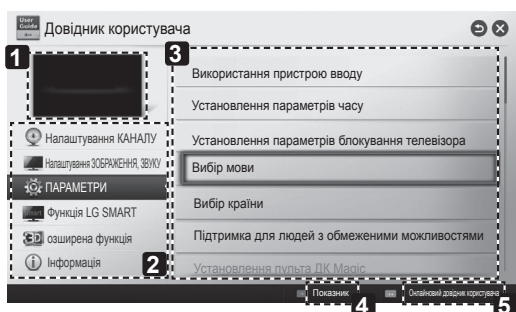 User Guide
Довідник користувача
1
3
Використання пристрою вводу
Установлення параметрів часу
Налаштування КАНАЛУ
Установлення параметрів блокування телевізора
Налаштування ЗОБРАЖЕННЯ, ЗВУКУ
Вибір мови
ПАРАМЕТРИ
Вибір країни
Функція LG SMART
Підтримка для людей з обмеженими можливостями
3D озширена функція
Інформація
2
Установлення пульта ДК Magic
Показник
Онлайновий довідник користувача
4
5